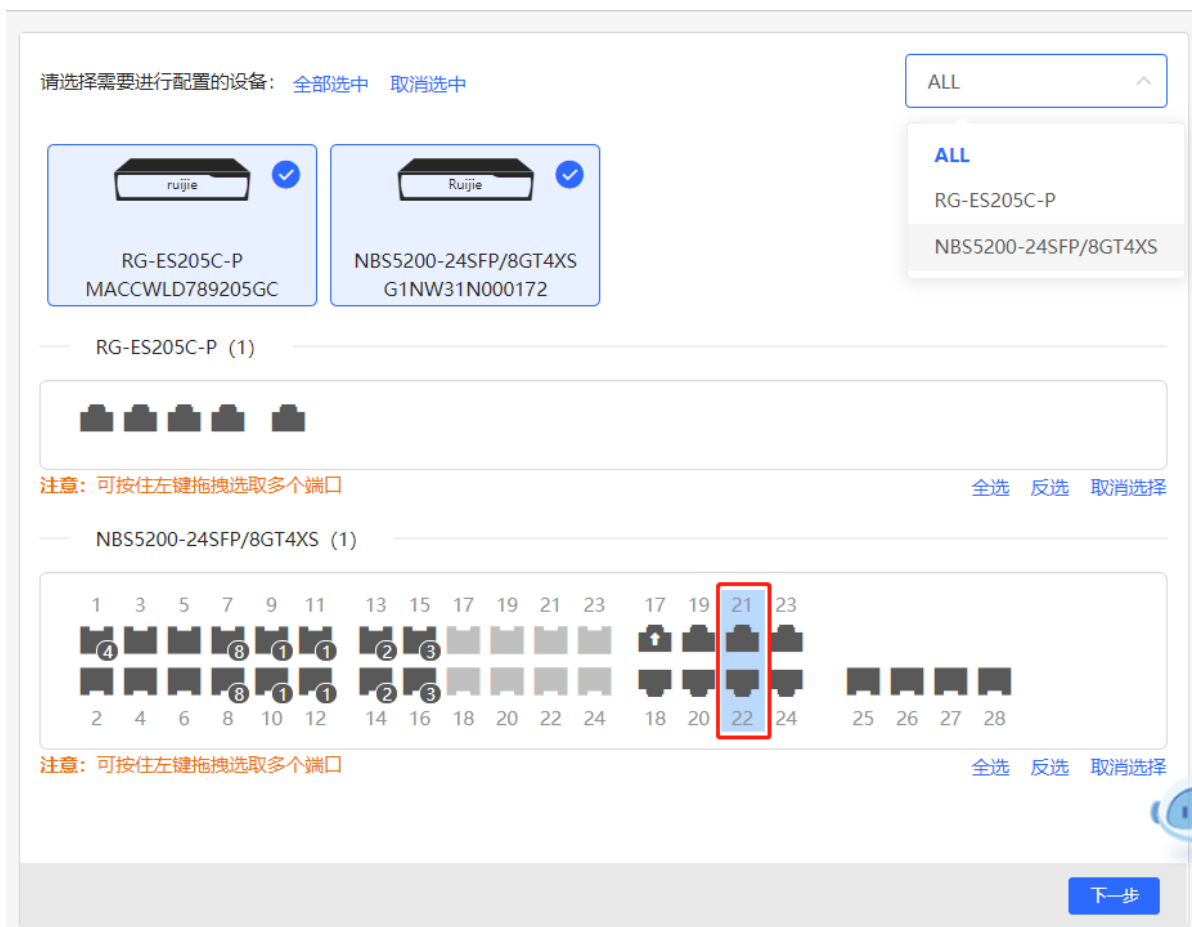 请选择需要进行配置的设备： 全部选中 取消选中
ALL
ALL
RG-ES205C-P
NBS5200-24SFP/8GT4XS
ruijie
RG-ES205C-P
MACCWLD789205GC
Ruijie
NBS5200-24SFP/8GT4XS
G1NW31N000172
RG-ES205C-P (1)
注意：可按住左键拖拽选取多个端口
全选 反选 取消选择
NBS5200-24SFP/8GT4XS (1)
1 3 5 7 9 11 13 15 17 19 21 23 17 19 21 23
4 8 1 1 2 3
8 1 1 2 3
2 4 6 8 10 12 14 16 18 20 22 24 18 20 22 24 25 26 27 28
注意：可按住左键拖拽选取多个端口
全选 反选 取消选择
下一步